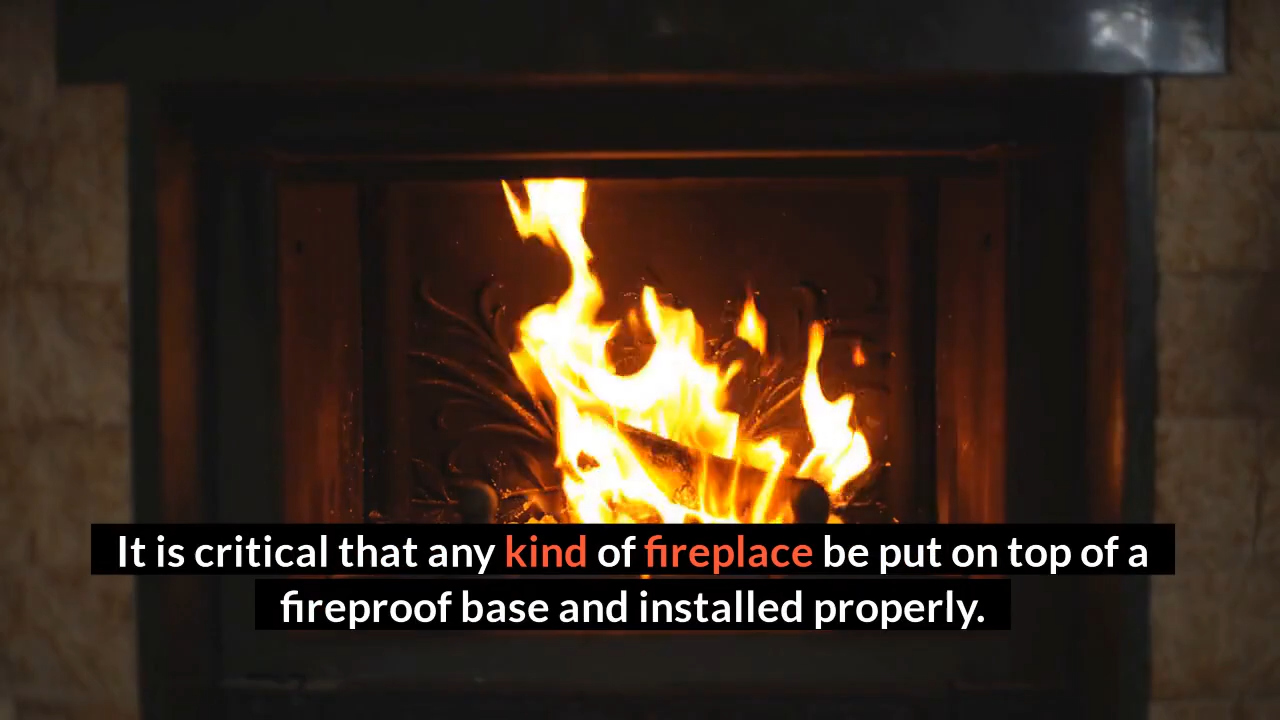 It is critical that any kind of fireplace be put on top of a
fireproof base and installed properly.